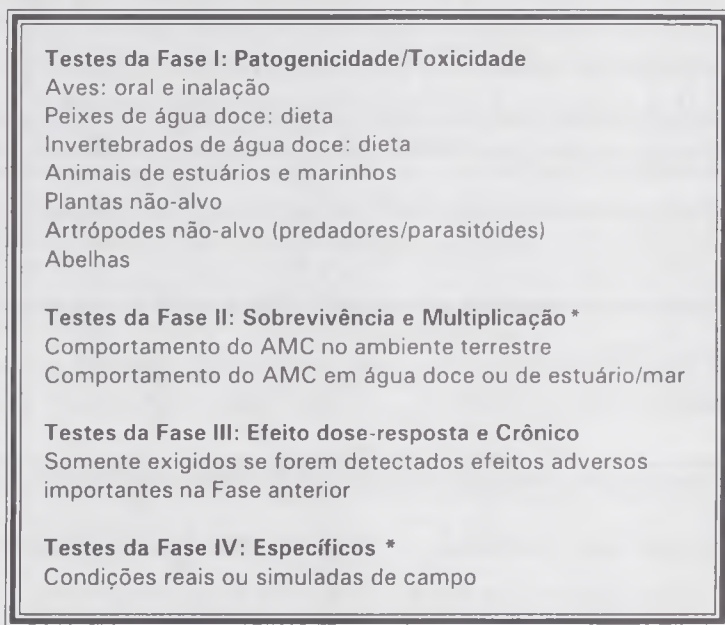 Testes da Fase I: Patogenicidade/Toxicidade
Aves: oral e inalação
Peixes de água doce: dieta
Invertebrados de água doce: dieta
Animais de estuários e marinhos
Plantas não-alvo
Artrópodes não-alvo (predadores/parasitóides)
Abelhas
Testes da Fase II: Sobrevivência e Multiplicação *
Comportamento do AMC no ambiente terrestre
Comportamento do AMC em água doce ou de estuário/mar
Testes da Fase III: Efeito dose-resposta e Crônico
Somente exigidos se forem detectados efeitos adversos
importantes na Fase anterior
Testes da Fase IV: Específicos *
Condições reais ou simuladas de campo